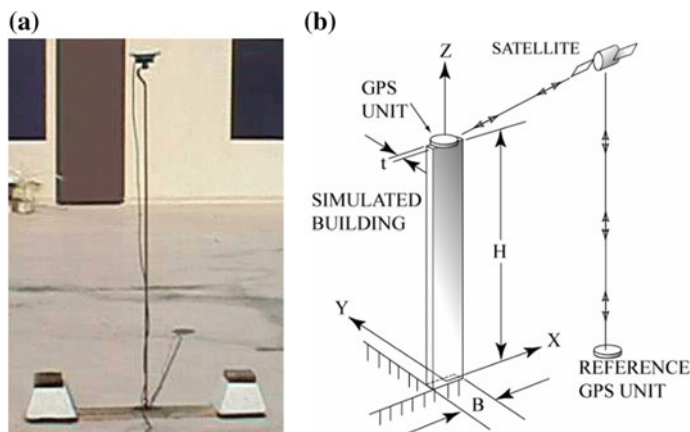 (a)
(b)
SATELLITE
Z
GPS
UNIT
t
SIMULATED
BUILDING
H
Y
X
B
REFERENCE
GPS UNIT